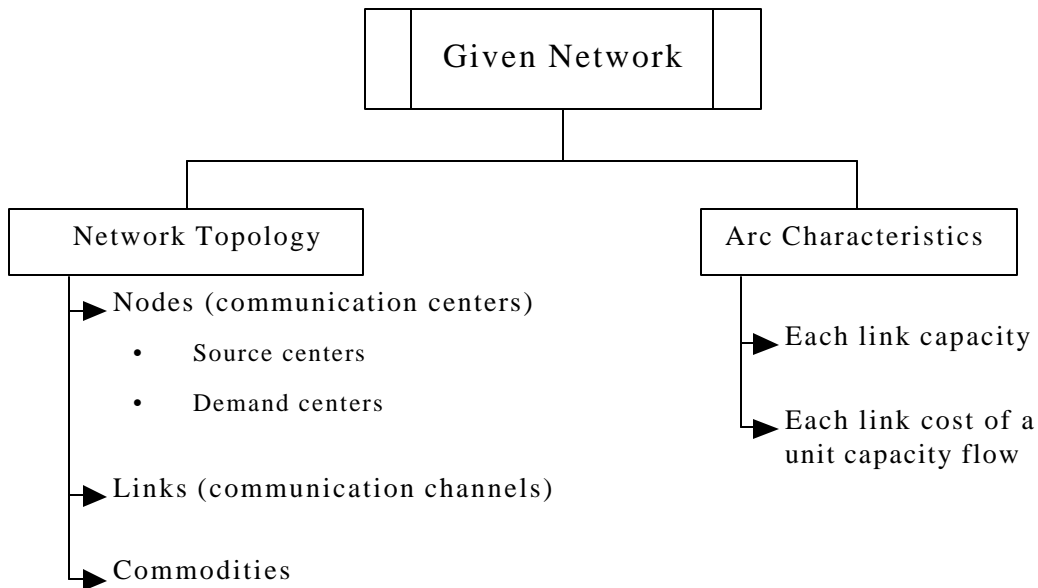 Given Network
Network Topology
Nodes (communication centers)
• Source centers
• Demand centers
Links (communication channels)
Commodities
Arc Characteristics
Each link capacity
Each link cost of a
unit capacity flow